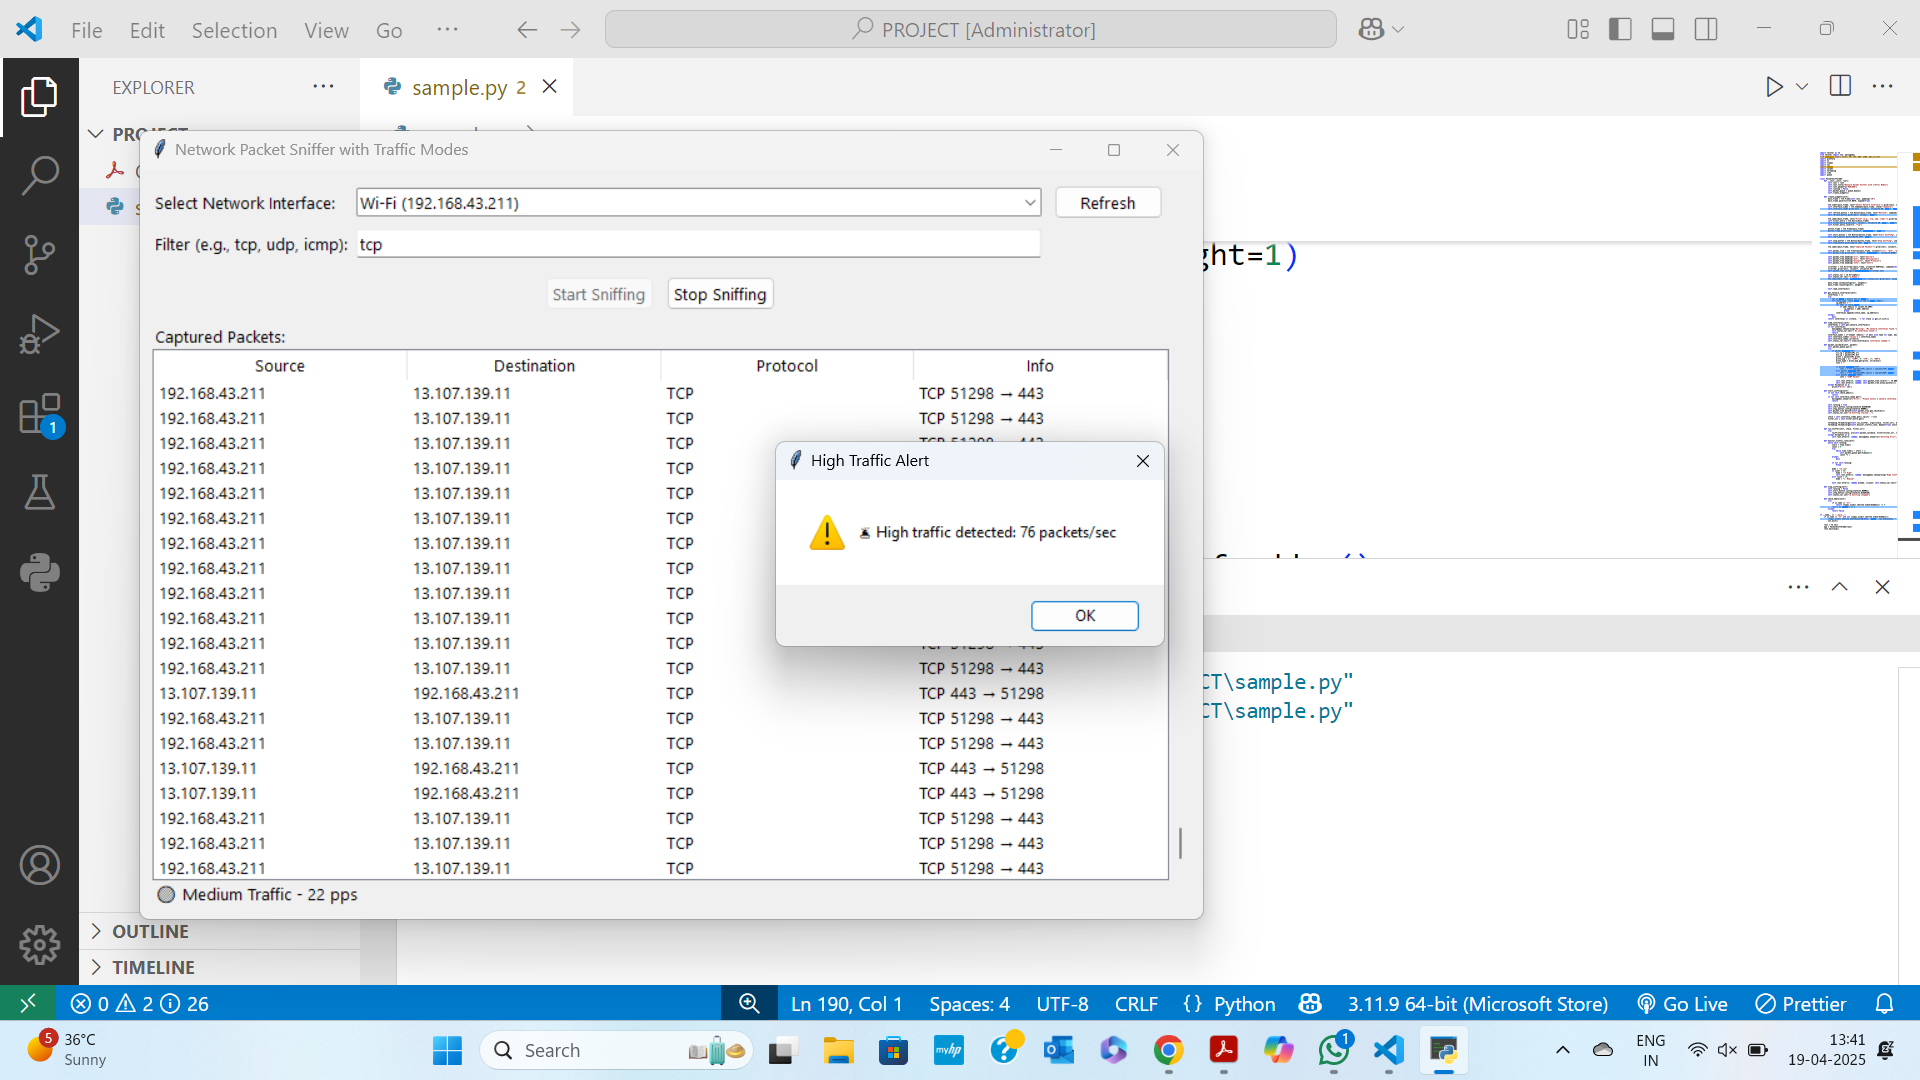 File Edit Selection View Go ··· PROJECT [Administrator]
EXPLORER ··· sample.py 2
PROJECT
Network Packet Sniffer with Traffic Modes
Select Network Interface: Wi-Fi (192.168.43.211) Refresh
Filter (e.g., tcp, udp, icmp): tcp
ght=1)
Start Sniffing Stop Sniffing
Captured Packets:
Source Destination Protocol Info
192.168.43.211 13.107.139.11 TCP TCP 51298 → 443
192.168.43.211 13.107.139.11 TCP TCP 51298 → 443
192.168.43.211 13.107.139.11 TCP
192.168.43.211 13.107.139.11 TCP
192.168.43.211 13.107.139.11 TCP
192.168.43.211 13.107.139.11 TCP
192.168.43.211 13.107.139.11 TCP
192.168.43.211 13.107.139.11 TCP
192.168.43.211 13.107.139.11 TCP
192.168.43.211 13.107.139.11 TCP
192.168.43.211 13.107.139.11 TCP TCP 51298 → 443
192.168.43.211 13.107.139.11 TCP TCP 51298 → 443
13.107.139.11 192.168.43.211 TCP TCP 443 → 51298
192.168.43.211 13.107.139.11 TCP TCP 51298 → 443
192.168.43.211 13.107.139.11 TCP TCP 51298 → 443
13.107.139.11 192.168.43.211 TCP TCP 443 → 51298
13.107.139.11 192.168.43.211 TCP TCP 443 → 51298
192.168.43.211 13.107.139.11 TCP TCP 51298 → 443
192.168.43.211 13.107.139.11 TCP TCP 51298 → 443
192.168.43.211 13.107.139.11 TCP TCP 51298 → 443
Medium Traffic - 22 pps
High Traffic Alert
High traffic detected: 76 packets/sec
OK
CT\sample.py"
CT\sample.py"
1
OUTLINE
TIMELINE
0 2 26 Ln 190, Col 1 Spaces: 4 UTF-8 CRLF {} Python 3.11.9 64-bit (Microsoft Store) Go Live Prettier
5 36°C
Sunny
Search
myhp
1
ENG
IN
13:41
19-04-2025